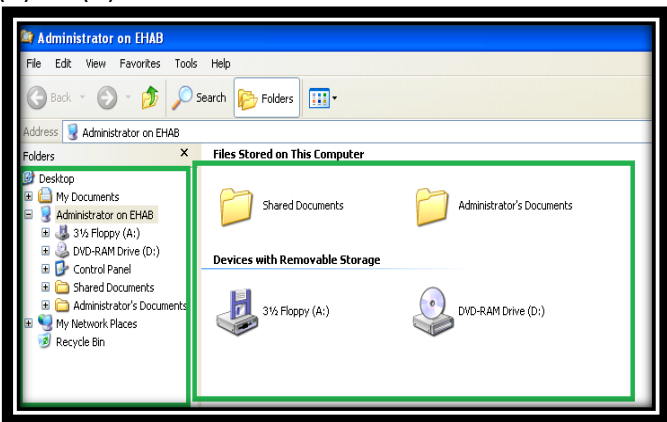 Administrator on EHAB
File Edit View Favorites Tools Help
Back Search Folders
Address Administrator on EHAB
Folders X
Desktop
My Documents
Administrator on EHAB
3½ Floppy (A:)
DVD-RAM Drive (D:)
Control Panel
Shared Documents
Administrator's Documents
My Network Places
Recycle Bin
Files Stored on This Computer
Shared Documents Administrator's Documents
Devices with Removable Storage
3½ Floppy (A:) DVD-RAM Drive (D:)